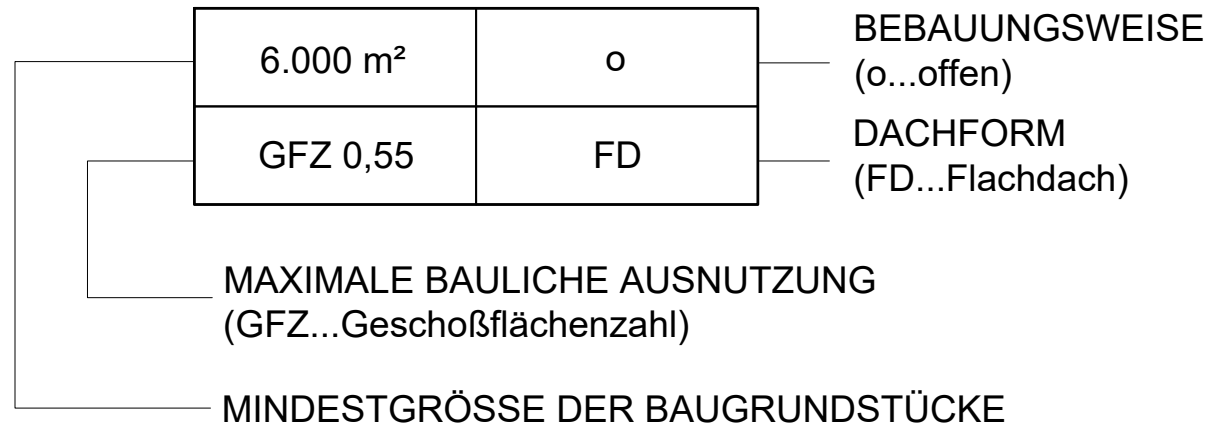 6.000 m²
o
BEBAUUNGSWEISE
(o...offen)
GFZ 0,55
FD
DACHFORM
(FD...Flachdach)
MAXIMALE BAULICHE AUSNUTZUNG
(GFZ...Geschoßflächenzahl)
MINDESTGRÖSSE DER BAUGRUNDSTÜCKE